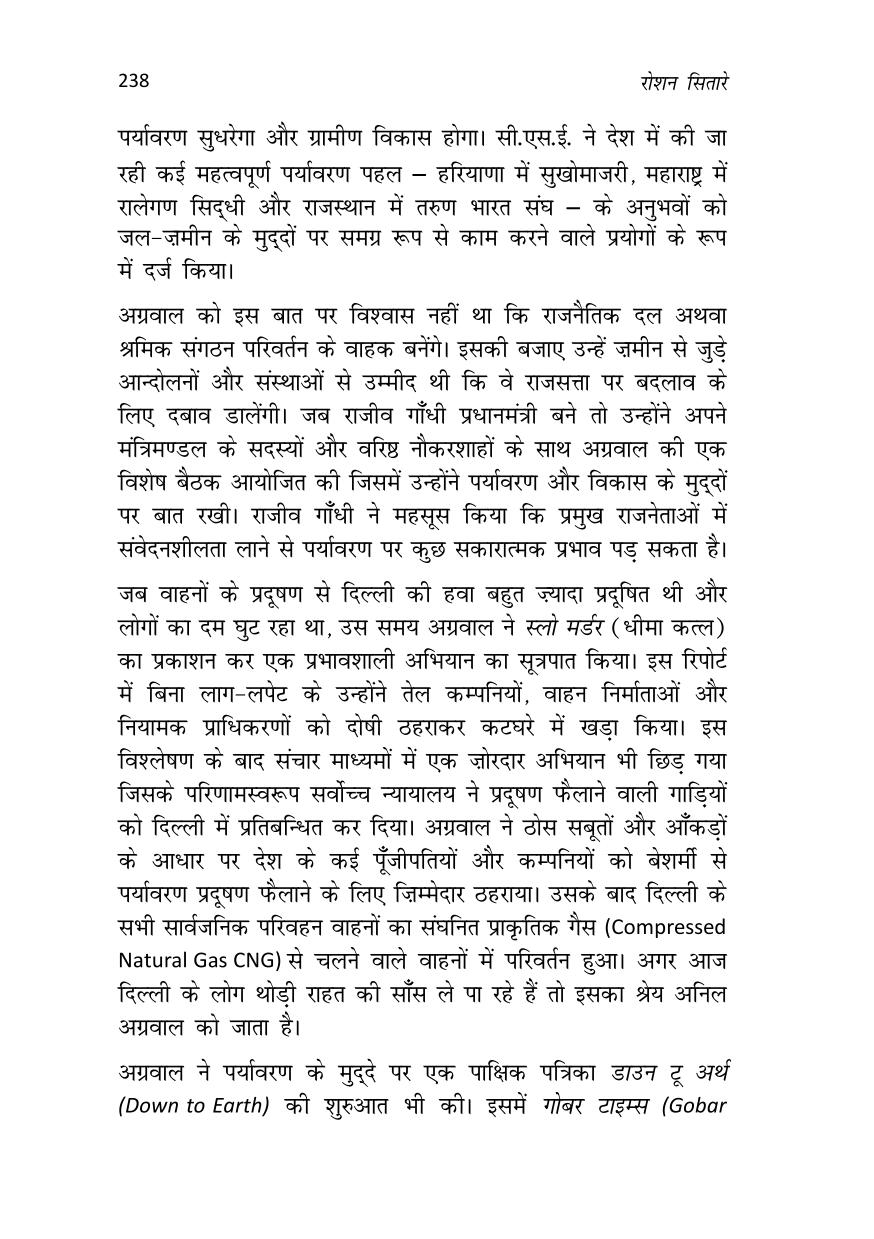 238 रोशन सितारे
पर्यावरण सुधरेगा और ग्रामीण विकास होगा। सी.एस.ई. ने देश में की जा
रही कई महत्वपूर्ण पर्यावरण पहल – हरियाणा में सुखोमाजरी, महाराष्ट्र में
रालेगण सिद्धी और राजस्थान में तरुण भारत संघ – के अनुभवों को
जल-ज़मीन के मुद्दों पर समग्र रूप से काम करने वाले प्रयोगों के रूप
में दर्ज किया।
अग्रवाल को इस बात पर विश्वास नहीं था कि राजनैतिक दल अथवा
श्रमिक संगठन परिवर्तन के वाहक बनेंगे। इसकी बजाए उन्हें ज़मीन से जुड़े
आन्दोलनों और संस्थाओं से उम्मीद थी कि वे राजसत्ता पर बदलाव के
लिए दबाव डालेंगी। जब राजीव गाँधी प्रधानमंत्री बने तो उन्होंने अपने
मंत्रिमण्डल के सदस्यों और वरिष्ठ नौकरशाहों के साथ अग्रवाल की एक
विशेष बैठक आयोजित की जिसमें उन्होंने पर्यावरण और विकास के मुद्दों
पर बात रखी। राजीव गाँधी ने महसूस किया कि प्रमुख राजनेताओं में
संवेदनशीलता लाने से पर्यावरण पर कुछ सकारात्मक प्रभाव पड़ सकता है।
जब वाहनों के प्रदूषण से दिल्ली की हवा बहुत ज़्यादा प्रदूषित थी और
लोगों का दम घुट रहा था, उस समय अग्रवाल ने स्लो मर्डर (धीमा कत्ल)
का प्रकाशन कर एक प्रभावशाली अभियान का सूत्रपात किया। इस रिपोर्ट
में बिना लाग-लपेट के उन्होंने तेल कम्पनियों, वाहन निर्माताओं और
नियामक प्राधिकरणों को दोषी ठहराकर कटघरे में खड़ा किया। इस
विश्लेषण के बाद संचार माध्यमों में एक ज़ोरदार अभियान भी छिड़ गया
जिसके परिणामस्वरूप सर्वोच्च न्यायालय ने प्रदूषण फैलाने वाली गाड़ियों
को दिल्ली में प्रतिबन्धित कर दिया। अग्रवाल ने ठोस सबूतों और आँकड़ों
के आधार पर देश के कई पूँजीपतियों और कम्पनियों को बेशर्मी से
पर्यावरण प्रदूषण फैलाने के लिए ज़िम्मेदार ठहराया। उसके बाद दिल्ली के
सभी सार्वजनिक परिवहन वाहनों का संघनित प्राकृतिक गैस (Compressed
Natural Gas CNG) से चलने वाले वाहनों में परिवर्तन हुआ। अगर आज
दिल्ली के लोग थोड़ी राहत की साँस ले पा रहे हैं तो इसका श्रेय अनिल
अग्रवाल को जाता है।
अग्रवाल ने पर्यावरण के मुद्दे पर एक पाक्षिक पत्रिका डाउन टू अर्थ
(Down to Earth) की शुरुआत भी की। इसमें गोबर टाइम्स (Gobar